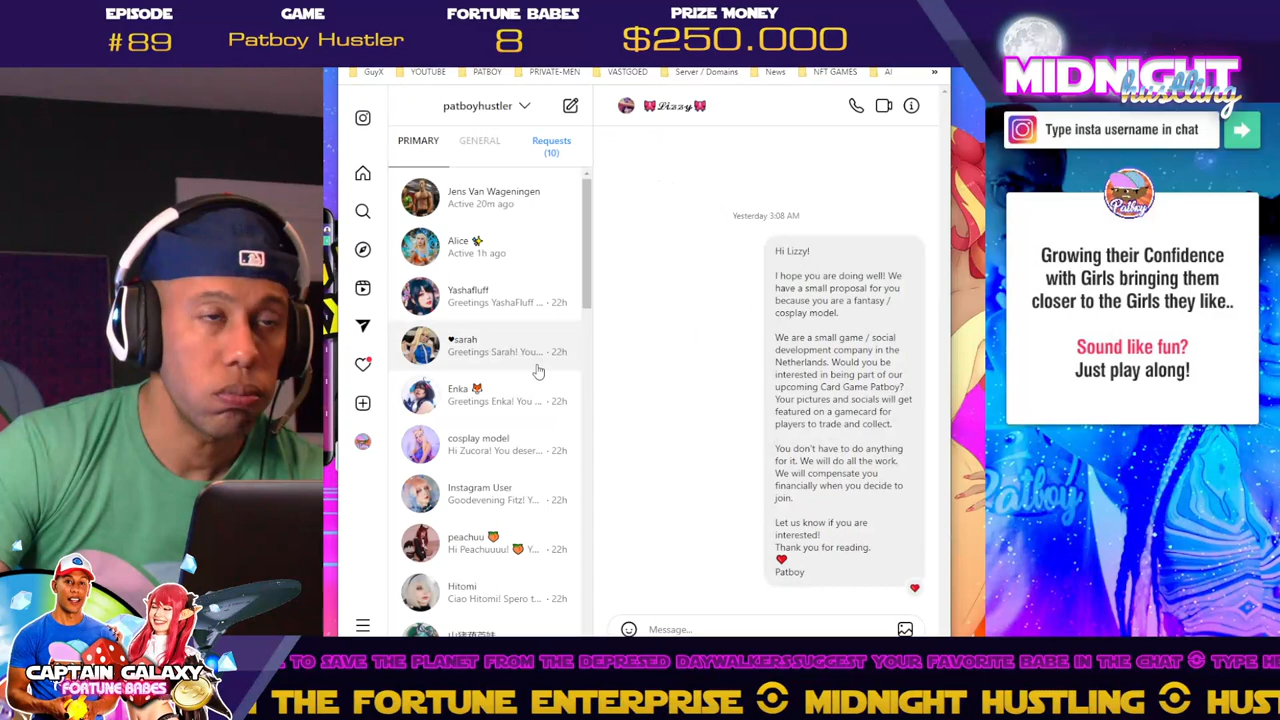 EPISODE
#89
GAME
Patboy Hustler
FORTUNE BABES
8
PRIZE MONEY
$250.000
MIDNIGHT
hustling
GuyX
YOUTUBE
PATBOY
PRIVATE-MEN
VASTGOED
Server / Domains
News
NFT GAMES
AI
»
patboyhustler
PRIMARY
GENERAL
Requests
(10)
Jens Van Wageningen
Active 20m ago
Alice
Active 1h ago
Yashafluff
Greetings YashaFluff ... · 22h
♥sarah
Greetings Sarah! You... · 22h
Enka 🦊
Greetings Enka! You ... · 22h
cosplay model
Hi Zucora! You deser... · 22h
Instagram User
Goodevening Fitz! Y... · 22h
peachuu 🍑
Hi Peachuuuu! 🍑 Y... · 22h
Hitomi
Ciao Hitomi! Spero t... · 22h
🎀𝓛𝓲𝔃𝔃𝔂🎀
Yesterday 3:08 AM
Hi Lizzy!
I hope you are doing well! We
have a small proposal for you
because you are a fantasy /
cosplay model.
We are a small game / social
development company in the
Netherlands. Would you be
interested in being part of our
upcoming Card Game Patboy?
Your pictures and socials will get
featured on a gamecard for
players to trade and collect.
You don't have to do anything
for it. We will do all the work.
We will compensate you
financially when you decide to
join.
Let us know if you are
interested!
Thank you for reading.
❤️
Patboy
Message...
Type insta username in chat
Patboy
Growing their Confidence
with Girls bringing them
closer to the Girls they like..
Sound like fun?
Just play along!
Patboy
CAPTAIN GALAXY
FORTUNE BABES
E TO SAVE THE PLANET FROM THE DEPRESED DAYWALKERS
SUGGEST YOUR FAVORITE BABE IN THE CHAT
TYPE HE
THE FORTUNE ENTERPRISE
MIDNIGHT HUSTLING
HUS